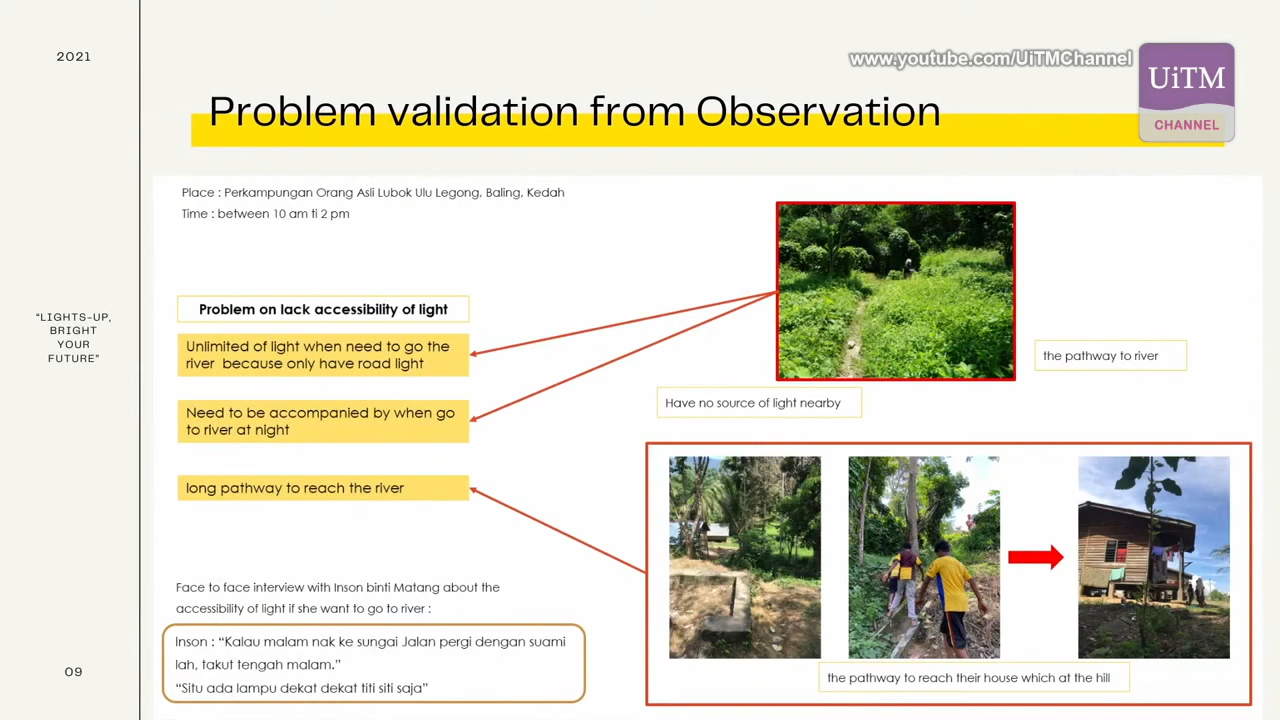 2021
www.youtube.com/UiTMChannel
UiTM
CHANNEL
Problem validation from Observation
Place : Perkampungan Orang Asli Lubok Ulu Legong, Baling, Kedah
Time : between 10 am ti 2 pm
Problem on lack accessibility of light
Unlimited of light when need to go the
river because only have road light
Need to be accompanied by when go
to river at night
long pathway to reach the river
the pathway to river
Have no source of light nearby
"LIGHTS-UP,
BRIGHT
YOUR
FUTURE"
Face to face interview with Inson binti Matang about the
accessibility of light if she want to go to river :
Inson : “Kalau malam nak ke sungai Jalan pergi dengan suami
lah, takut tengah malam.”
“Situ ada lampu dekat dekat titi siti saja”
the pathway to reach their house which at the hill
09